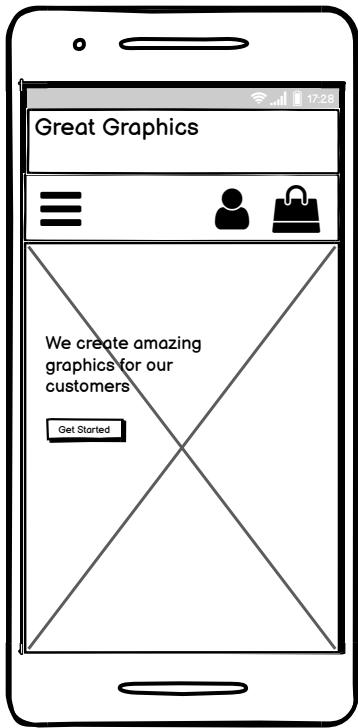 17:28
Great Graphics
We create amazing
graphics for our
customers
Get Started